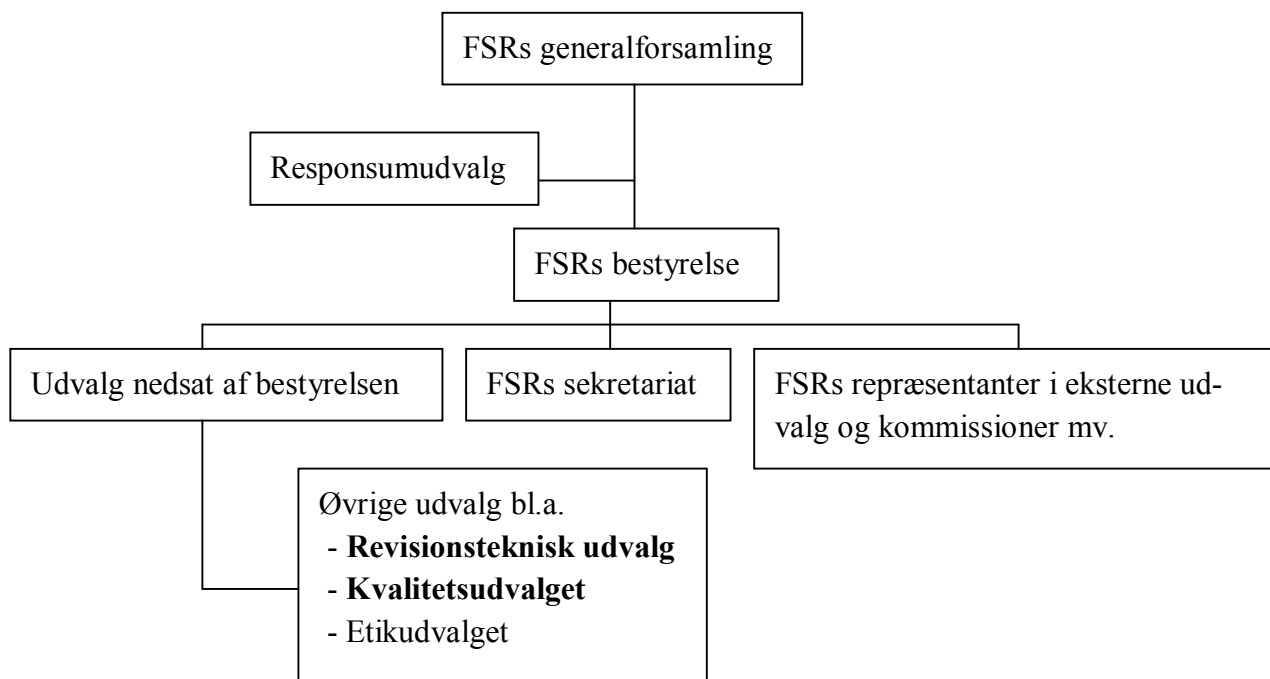 FSRs generalforsamling
Responsumudvalg
FSRs bestyrelse
Udvalg nedsat af bestyrelsen
FSRs sekretariat
FSRs repræsentanter i eksterne ud-
valg og kommissioner mv.
Øvrige udvalg bl.a.
- Revisionsteknisk udvalg
- Kvalitetsudvalget
- Etikudvalget